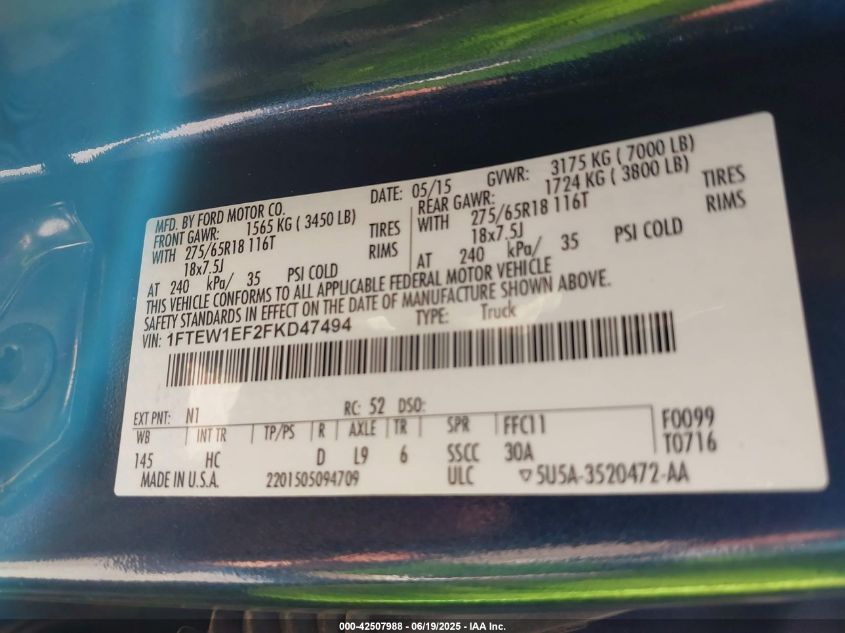 MFD. BY FORD MOTOR CO. DATE: 05/15 GVWR: 3175 KG ( 7000 LB)
FRONT GAWR: 1565 KG ( 3450 LB) REAR GAWR: 1724 KG ( 3800 LB)
WITH 275/65R18 116T TIRES WITH 275/65R18 116T TIRES
18x7.5J RIMS 18x7.5J RIMS
AT 240 kPa/ 35 PSI COLD AT 240 kPa/ 35 PSI COLD
THIS VEHICLE CONFORMS TO ALL APPLICABLE FEDERAL MOTOR VEHICLE
SAFETY STANDARDS IN EFFECT ON THE DATE OF MANUFACTURE SHOWN ABOVE.
VIN: 1FTEW1EF2FKD47494 TYPE: Truck
EXT PNT: N1 RC: 52 DSO:
WB INT TR TP/PS R AXLE TR SPR FFC11 F0099
145 HC D L9 6 SSCC 30A T0716
MADE IN U.S.A. 2201505094709 ULC ▽5U5A-3520472-AA
000-42507988 - 06/19/2025 - IAA Inc.